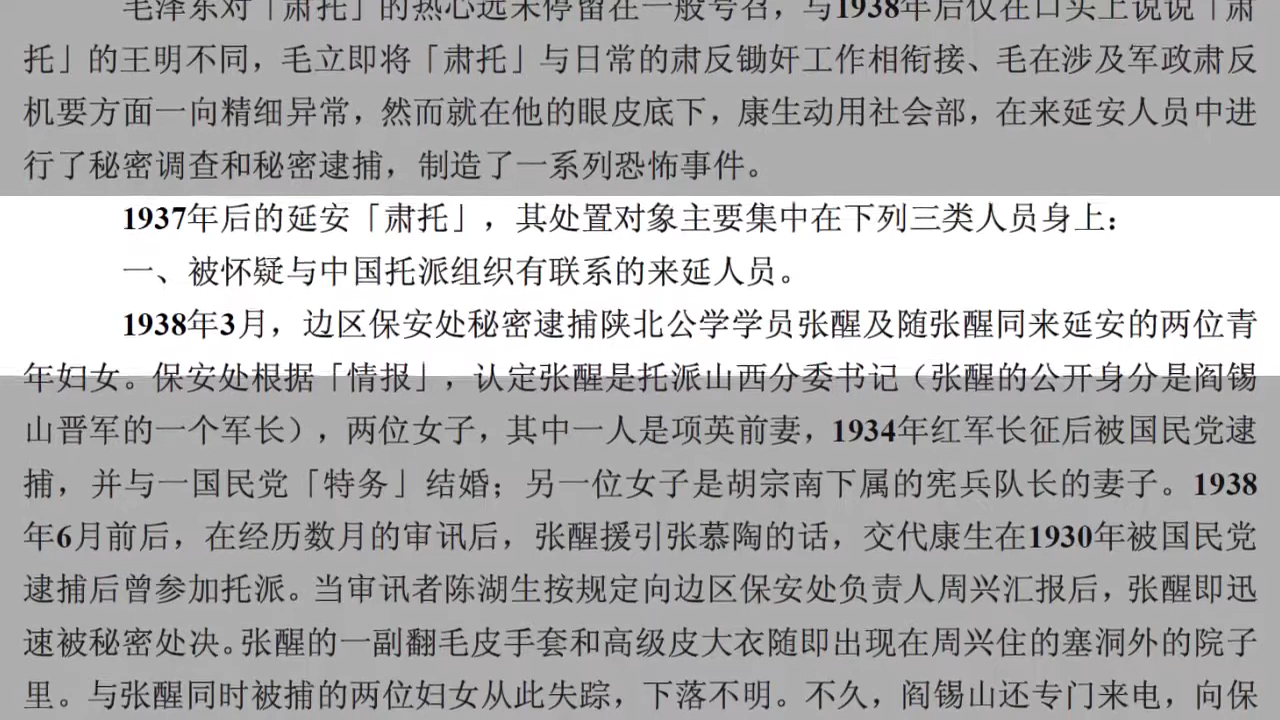 毛泽东对「肃托」的热心远未停留在一般号召，与1938年后仅在口头上说说「肃
托」的王明不同，毛立即将「肃托」与日常的肃反锄奸工作相衔接、毛在涉及军政肃反
机要方面一向精细异常，然而就在他的眼皮底下，康生动用社会部，在来延安人员中进
行了秘密调查和秘密逮捕，制造了一系列恐怖事件。
1937年后的延安「肃托」，其处置对象主要集中在下列三类人员身上：
一、被怀疑与中国托派组织有联系的来延人员。
1938年3月，边区保安处秘密逮捕陕北公学学员张醒及随张醒同来延安的两位青
年妇女。保安处根据「情报」，认定张醒是托派山西分委书记（张醒的公开身分是阎锡
山晋军的一个军长），两位女子，其中一人是项英前妻，1934年红军长征后被国民党逮
捕，并与一国民党「特务」结婚；另一位女子是胡宗南下属的宪兵队长的妻子。1938
年6月前后，在经历数月的审讯后，张醒援引张慕陶的话，交代康生在1930年被国民党
逮捕后曾参加托派。当审讯者陈湖生按规定向边区保安处负责人周兴汇报后，张醒即迅
速被秘密处决。张醒的一副翻毛皮手套和高级皮大衣随即出现在周兴住的塞洞外的院子
里。与张醒同时被捕的两位妇女从此失踪，下落不明。不久，阎锡山还专门来电，向保